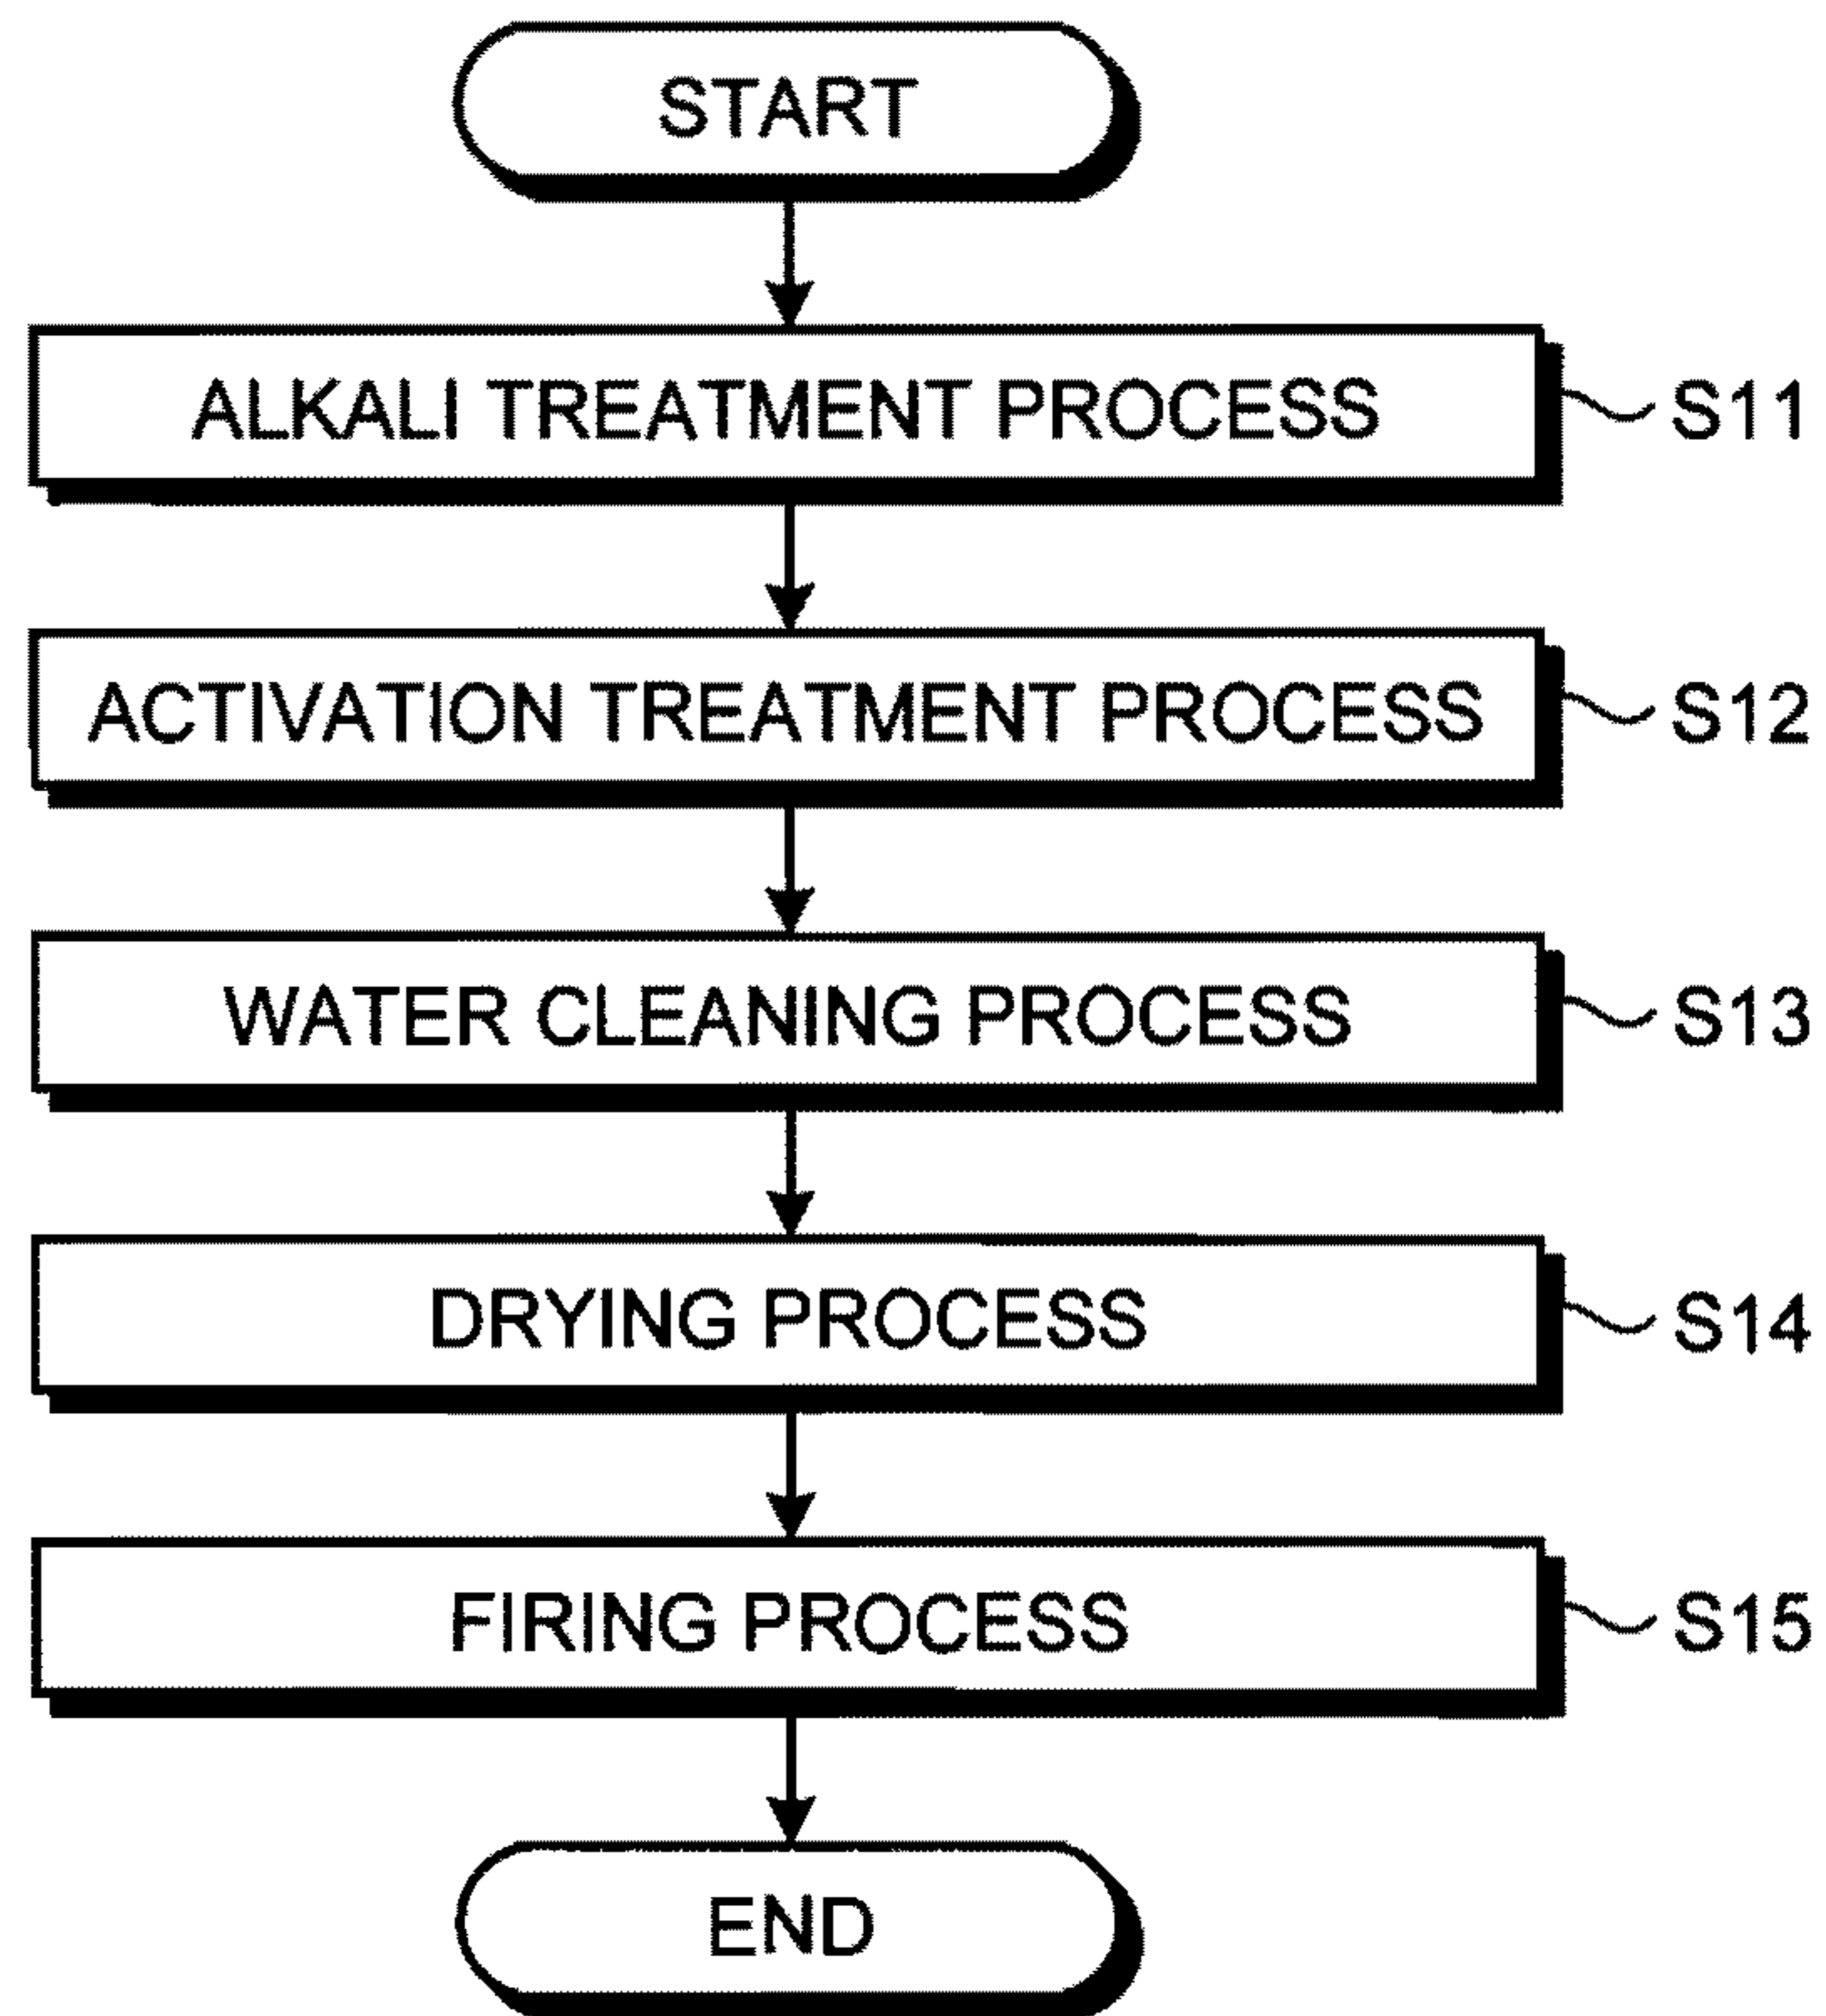 START
ALKALI TREATMENT PROCESS S11
ACTIVATION TREATMENT PROCESS S12
WATER CLEANING PROCESS S13
DRYING PROCESS S14
FIRING PROCESS S15
END